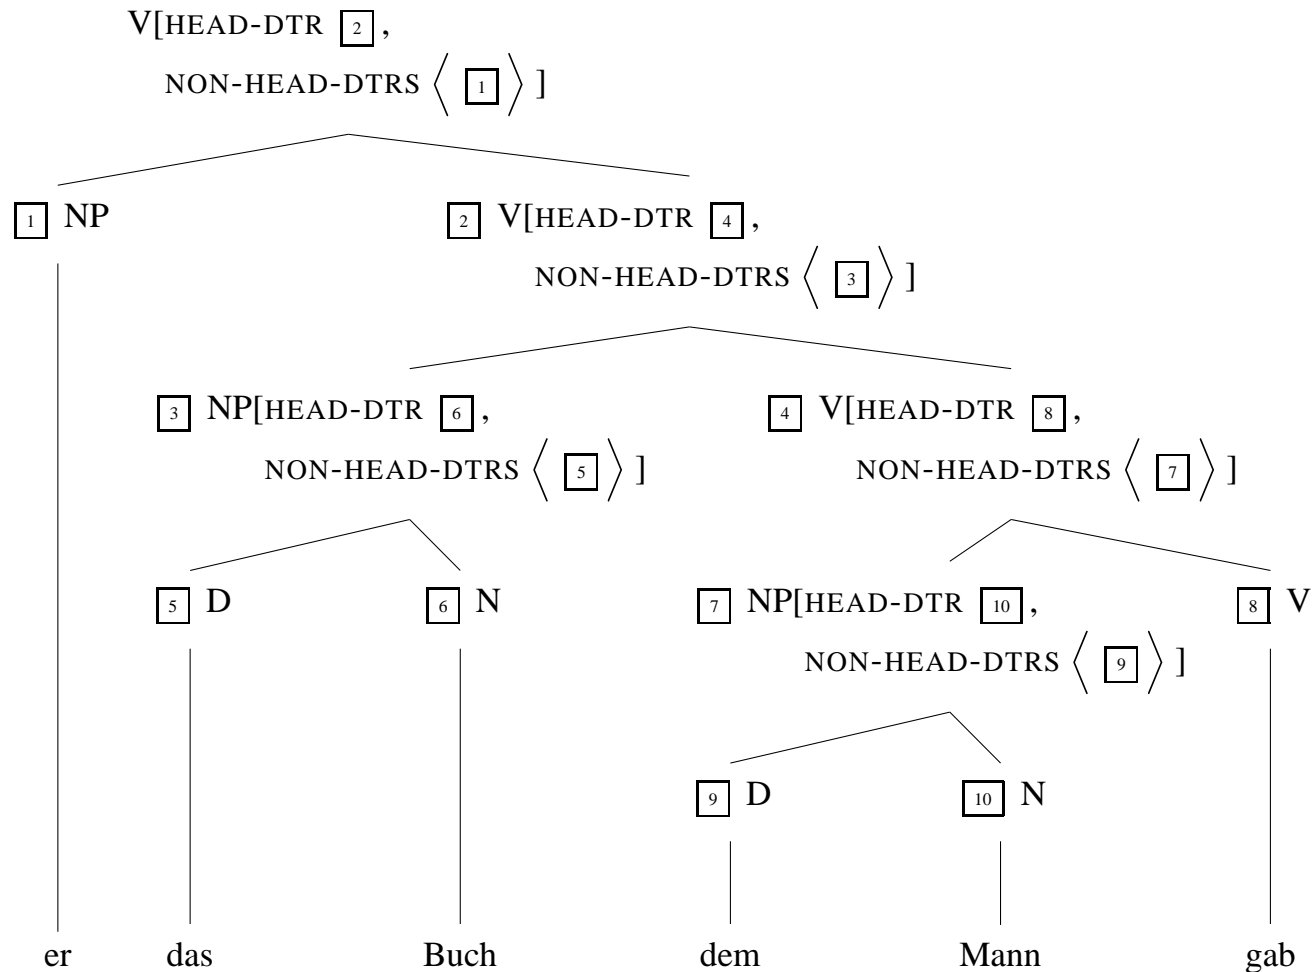 V[HEAD-DTR 2,
NON-HEAD-DTRS ⟨ 1 ⟩ ]
1 NP
2 V[HEAD-DTR 4,
NON-HEAD-DTRS ⟨ 3 ⟩ ]
3 NP[HEAD-DTR 6,
NON-HEAD-DTRS ⟨ 5 ⟩ ]
4 V[HEAD-DTR 8,
NON-HEAD-DTRS ⟨ 7 ⟩ ]
5 D
6 N
7 NP[HEAD-DTR 10,
NON-HEAD-DTRS ⟨ 9 ⟩ ]
8 V
9 D
10 N
er das Buch dem Mann gab